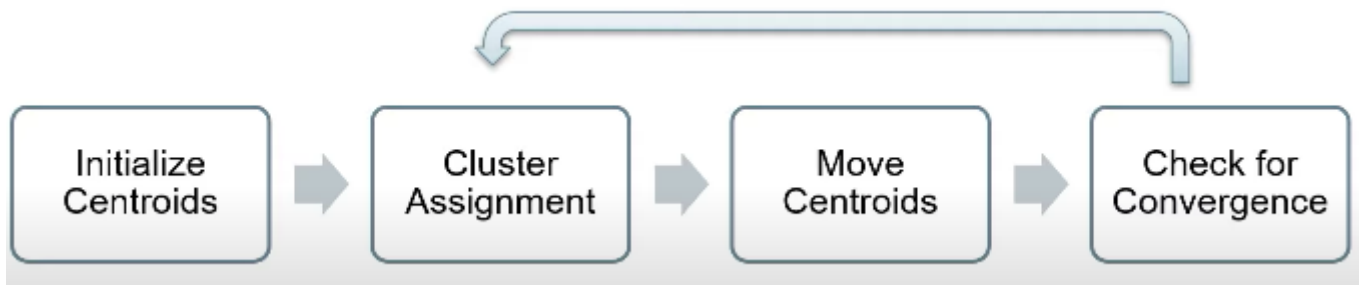 Initialize
Centroids
Cluster
Assignment
Move
Centroids
Check for
Convergence